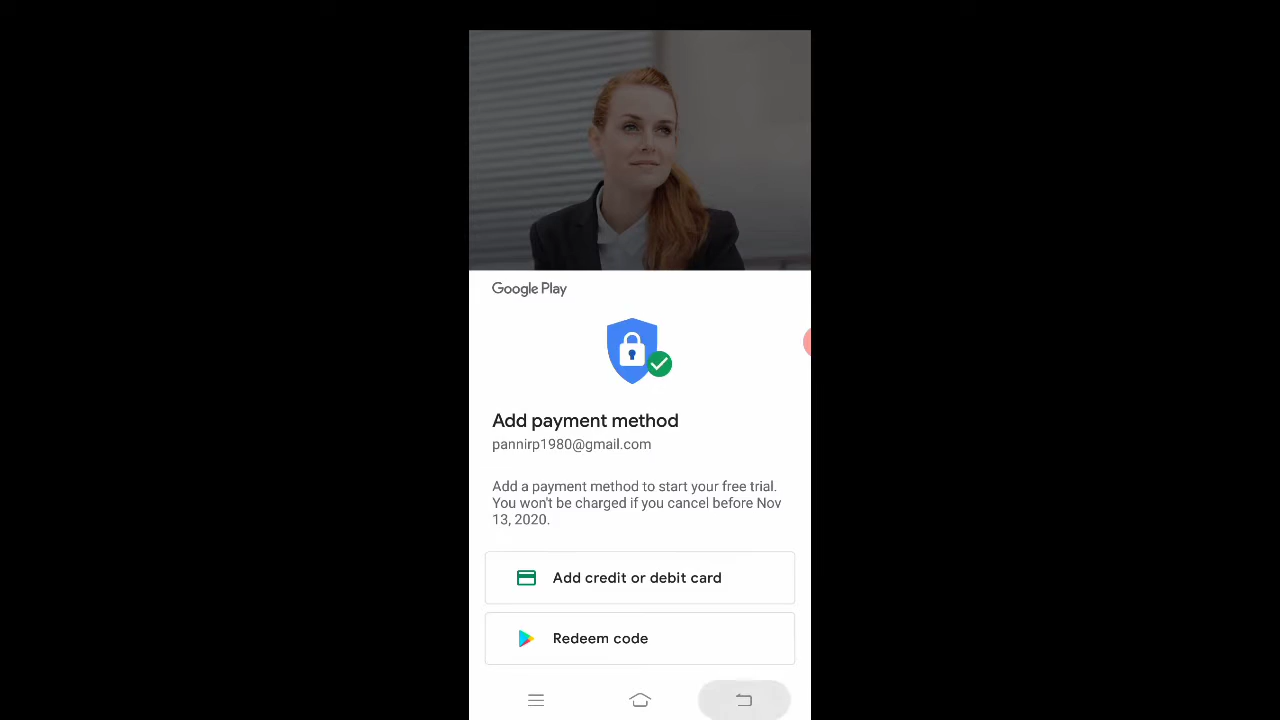 Google Play
Add payment method
pannirp1980@gmail.com
Add a payment method to start your free trial.
You won't be charged if you cancel before Nov
13, 2020.
Add credit or debit card
Redeem code